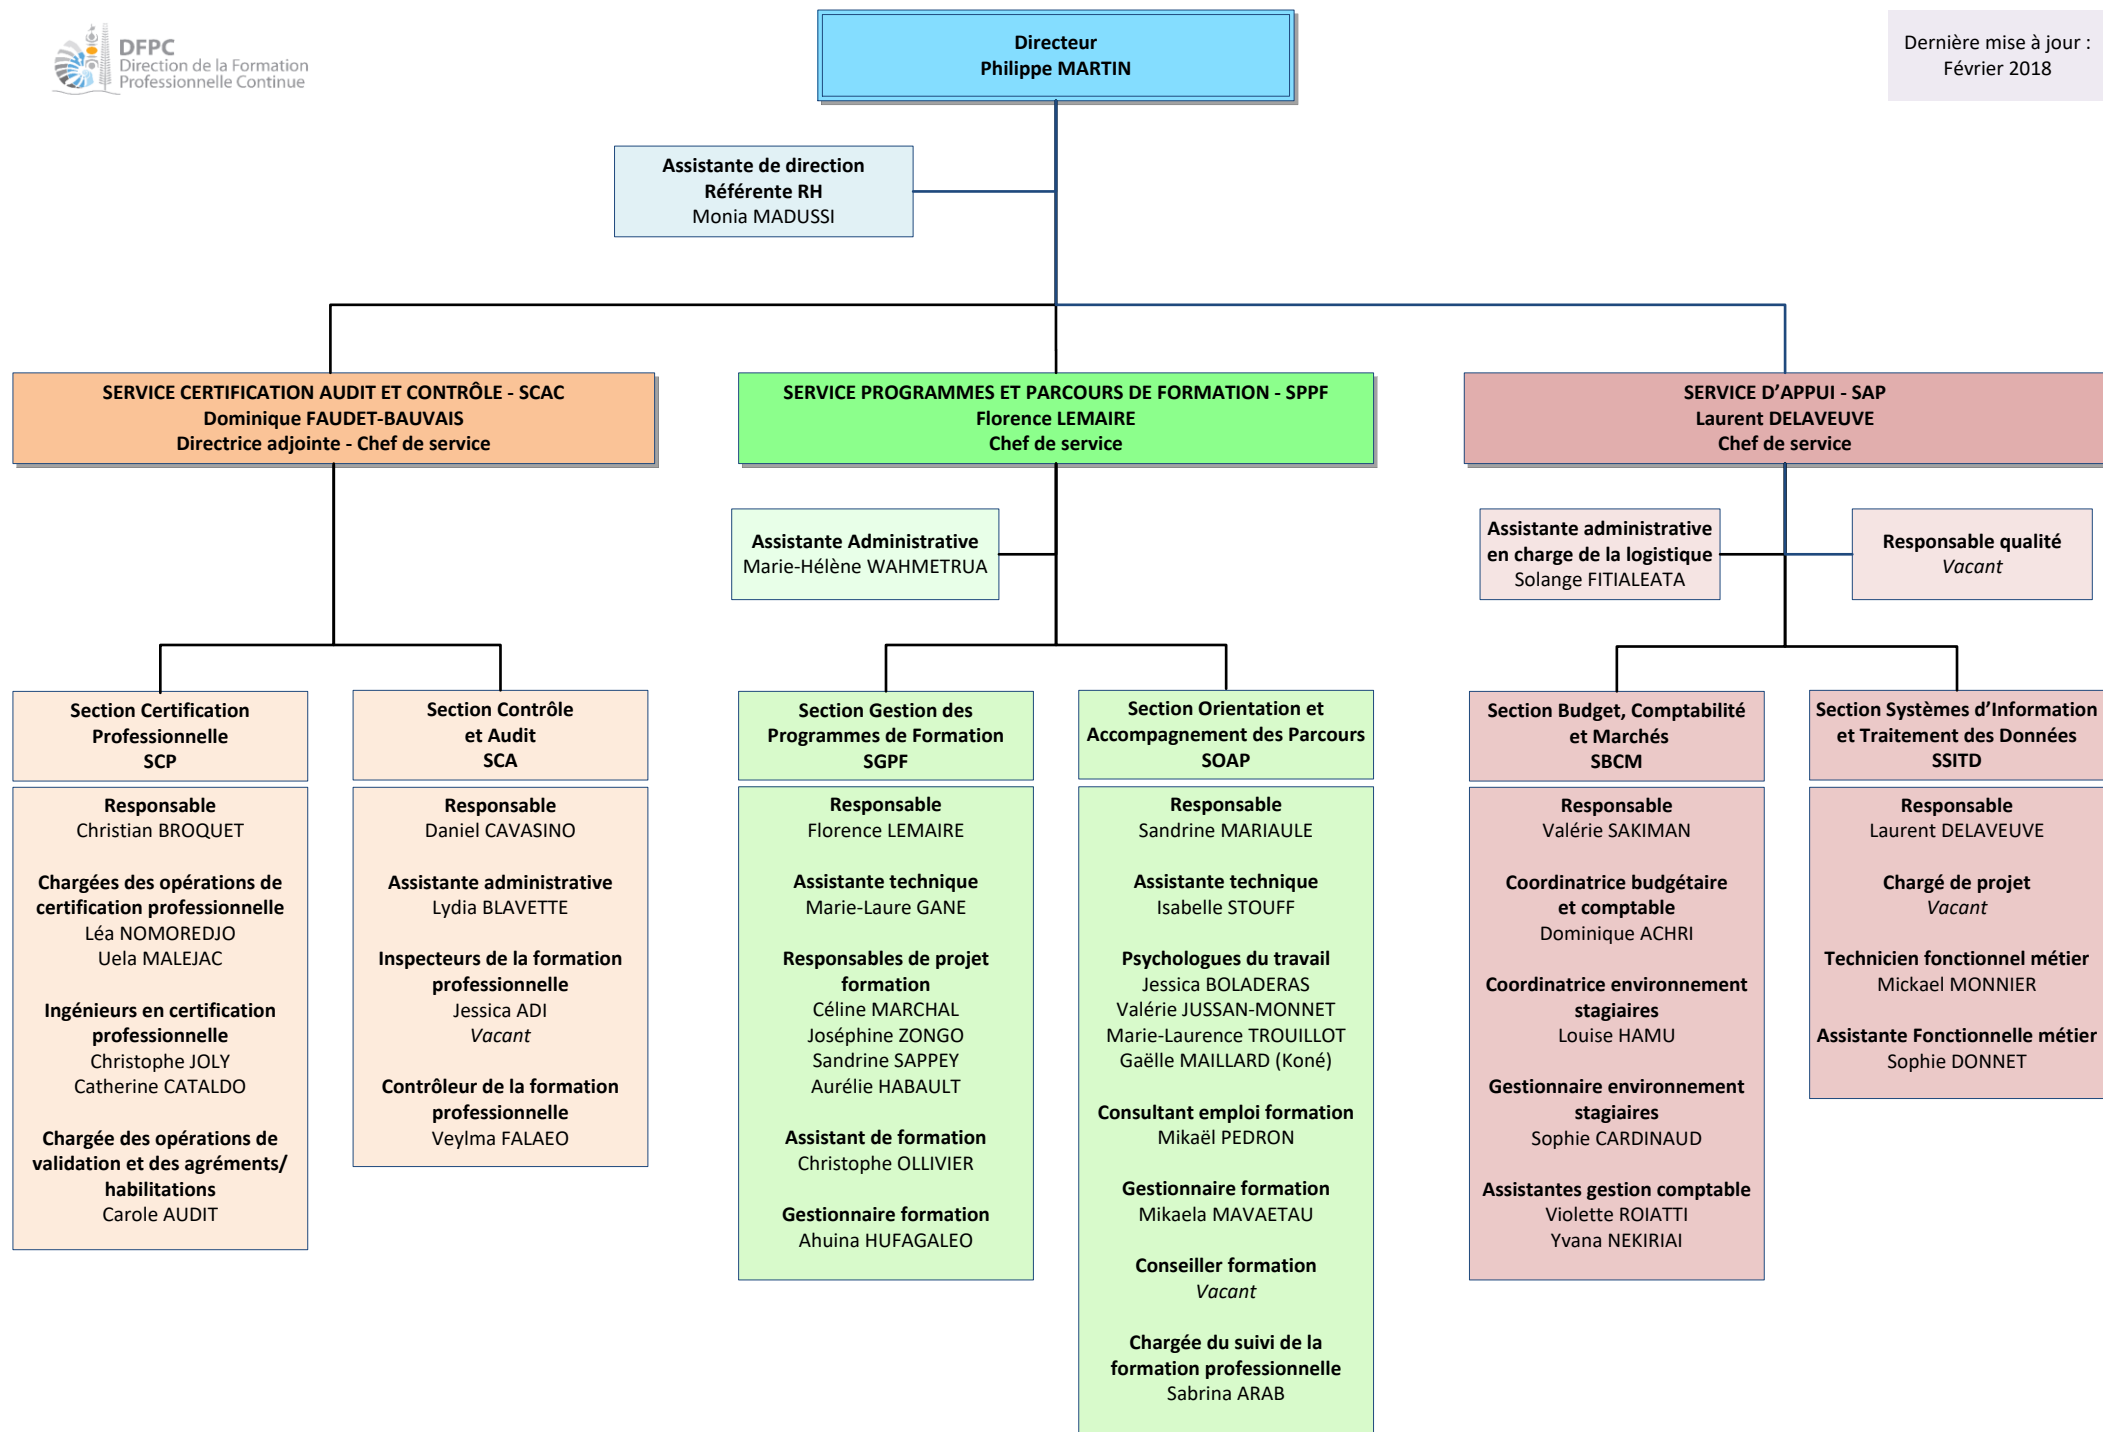 DFPC
Direction de la Formation
Professionnelle Continue
Directeur
Philippe MARTIN
Dernière mise à jour :
Février 2018
Assistante de direction
Référente RH
Monia MADUSSI
SERVICE CERTIFICATION AUDIT ET CONTRÔLE - SCAC
Dominique FAUDET-BAUVAIS
Directrice adjointe - Chef de service
SERVICE PROGRAMMES ET PARCOURS DE FORMATION - SPPF
Florence LEMAIRE
Chef de service
SERVICE D’APPUI - SAP
Laurent DELAVEUVE
Chef de service
Assistante Administrative
Marie-Hélène WAHMETRUA
Assistante administrative
en charge de la logistique
Solange FITIALEATA
Responsable qualité
Vacant
Section Certification
Professionnelle
SCP
Responsable
Christian BROQUET
Chargées des opérations de
certification professionnelle
Léa NOMOREDJO
Uela MALEJAC
Ingénieurs en certification
professionnelle
Christophe JOLY
Catherine CATALDO
Chargée des opérations de
validation et des agréments/
habilitations
Carole AUDIT
Section Contrôle
et Audit
SCA
Responsable
Daniel CAVASINO
Assistante administrative
Lydia BLAVETTE
Inspecteurs de la formation
professionnelle
Jessica ADI
Vacant
Contrôleur de la formation
professionnelle
Veylma FALAEO
Section Gestion des
Programmes de Formation
SGPF
Responsable
Florence LEMAIRE
Assistante technique
Marie-Laure GANE
Responsables de projet
formation
Céline MARCHAL
Joséphine ZONGO
Sandrine SAPPEY
Aurélie HABAULT
Assistant de formation
Christophe OLLIVIER
Gestionnaire formation
Ahuina HUFAGALEO
Section Orientation et
Accompagnement des Parcours
SOAP
Responsable
Sandrine MARIAULE
Assistante technique
Isabelle STOUFF
Psychologues du travail
Jessica BOLADERAS
Valérie JUSSAN-MONNET
Marie-Laurence TROUILLOT
Gaëlle MAILLARD (Koné)
Consultant emploi formation
Mikaël PEDRON
Gestionnaire formation
Mikaela MAVAETAU
Conseiller formation
Vacant
Chargée du suivi de la
formation professionnelle
Sabrina ARAB
Section Budget, Comptabilité
et Marchés
SBCM
Responsable
Valérie SAKIMAN
Coordinatrice budgétaire
et comptable
Dominique ACHRI
Coordinatrice environnement
stagiaires
Louise HAMU
Gestionnaire environnement
stagiaires
Sophie CARDINAUD
Assistantes gestion comptable
Violette ROIATTI
Yvana NEKIRIAI
Section Systèmes d’Information
et Traitement des Données
SSITD
Responsable
Laurent DELAVEUVE
Chargé de projet
Vacant
Technicien fonctionnel métier
Mickael MONNIER
Assistante Fonctionnelle métier
Sophie DONNET